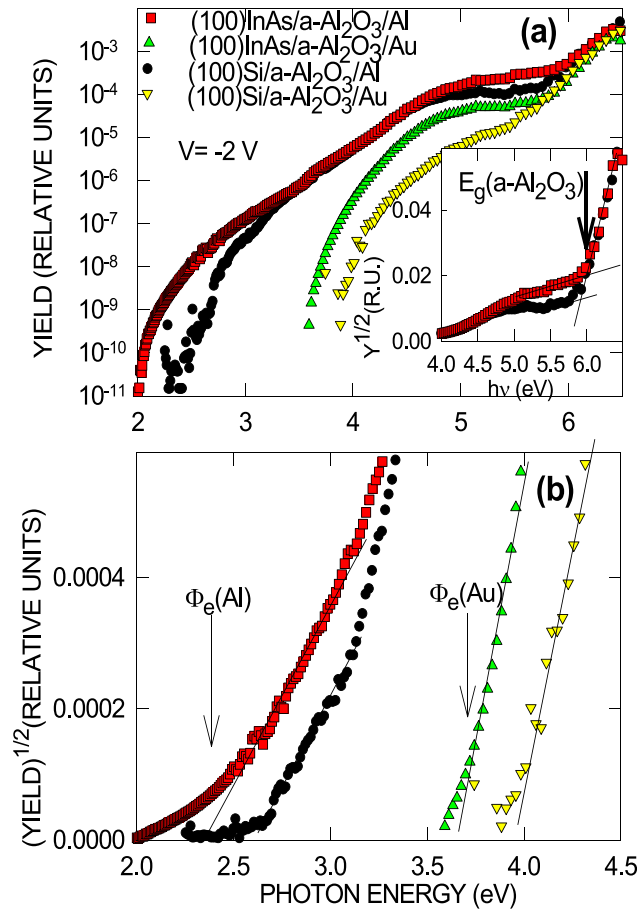 (100)InAs/a-Al2O3/Al
(a)
(100)InAs/a-Al2O3/Au
(100)Si/a-Al2O3/Al
(100)Si/a-Al2O3/Au
V= -2 V
10-3
10-4
10-5
10-6
10-7
10-8
10-9
10-10
10-11
YIELD (RELATIVE UNITS)
2 3 4 5 6
Eg(a-Al2O3)
0.04
0.02
0.00
Y1/2(R.U.)
4.0 4.5 5.0 5.5 6.0
hν (eV)
(b)
Φe(Al)
Φe(Au)
0.0004
0.0002
0.0000
(YIELD)1/2(RELATIVE UNITS)
2.0 2.5 3.0 3.5 4.0 4.5
PHOTON ENERGY (eV)